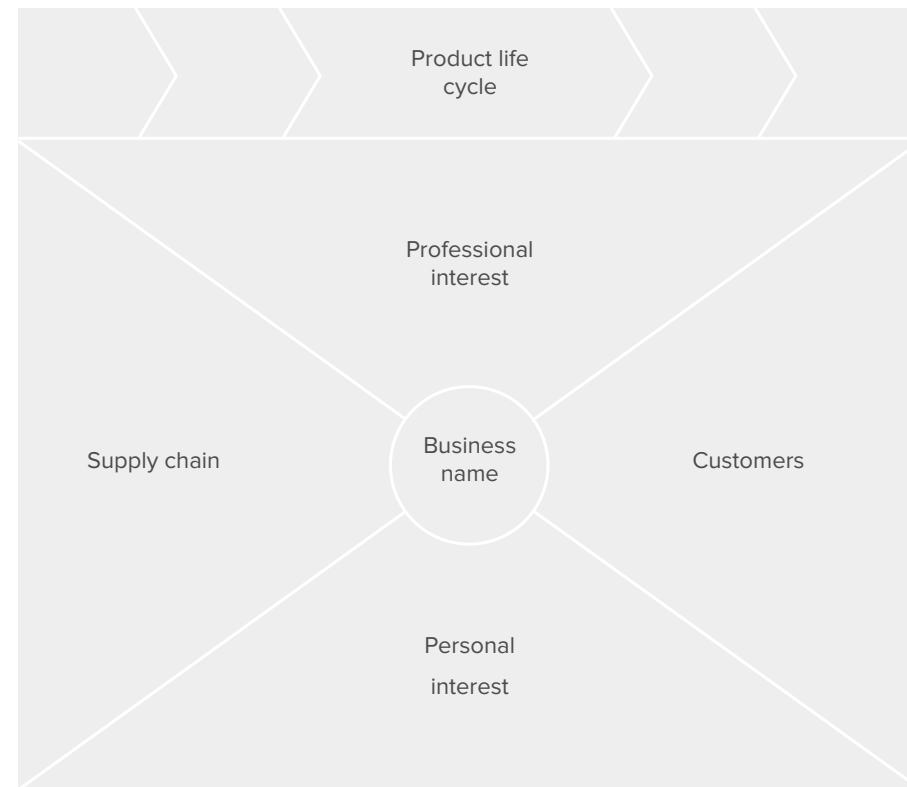 Product life
cycle
Professional
interest
Supply chain
Business
name
Customers
Personal
interest